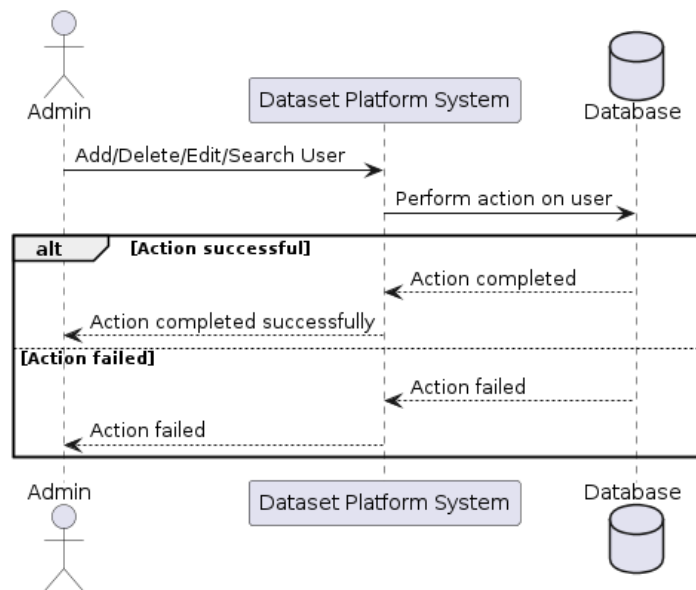 Admin
Dataset Platform System
Database
Add/Delete/Edit/Search User
Perform action on user
alt [Action successful]
Action completed
Action completed successfully
[Action failed]
Action failed
Action failed
Admin
Dataset Platform System
Database